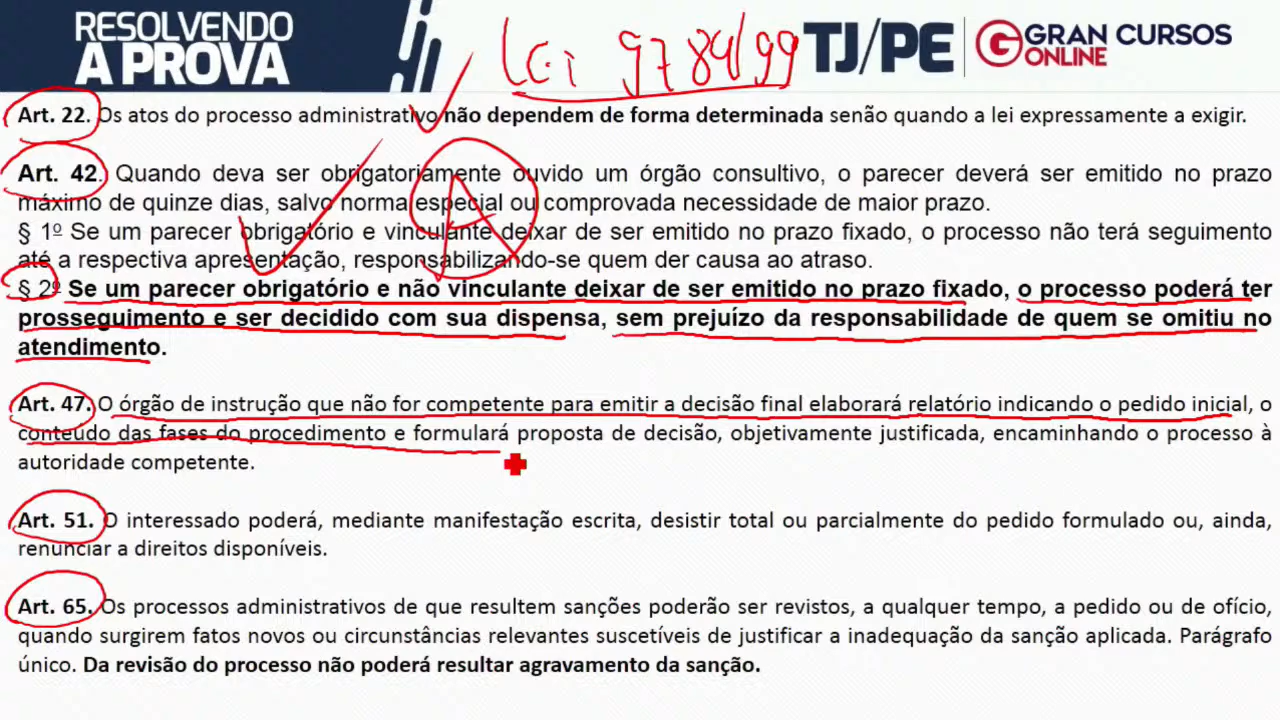 RESOLVENDO
A PROVA
Lei 9784/99
TJ/PE
GRAN CURSOS
ONLINE
Art. 22. Os atos do processo administrativo não dependem de forma determinada senão quando a lei expressamente a exigir.
Art. 42. Quando deva ser obrigatoriamente ouvido um órgão consultivo, o parecer deverá ser emitido no prazo
máximo de quinze dias, salvo norma especial ou comprovada necessidade de maior prazo.
A
§ 1º Se um parecer obrigatório e vinculante deixar de ser emitido no prazo fixado, o processo não terá seguimento
até a respectiva apresentação, responsabilizando-se quem der causa ao atraso.
§ 2º Se um parecer obrigatório e não vinculante deixar de ser emitido no prazo fixado, o processo poderá ter
prosseguimento e ser decidido com sua dispensa, sem prejuízo da responsabilidade de quem se omitiu no
atendimento.
Art. 47. O órgão de instrução que não for competente para emitir a decisão final elaborará relatório indicando o pedido inicial, o
conteúdo das fases do procedimento e formulará proposta de decisão, objetivamente justificada, encaminhando o processo à
autoridade competente.
Art. 51. O interessado poderá, mediante manifestação escrita, desistir total ou parcialmente do pedido formulado ou, ainda,
renunciar a direitos disponíveis.
Art. 65. Os processos administrativos de que resultem sanções poderão ser revistos, a qualquer tempo, a pedido ou de ofício,
quando surgirem fatos novos ou circunstâncias relevantes suscetíveis de justificar a inadequação da sanção aplicada. Parágrafo
único. Da revisão do processo não poderá resultar agravamento da sanção.